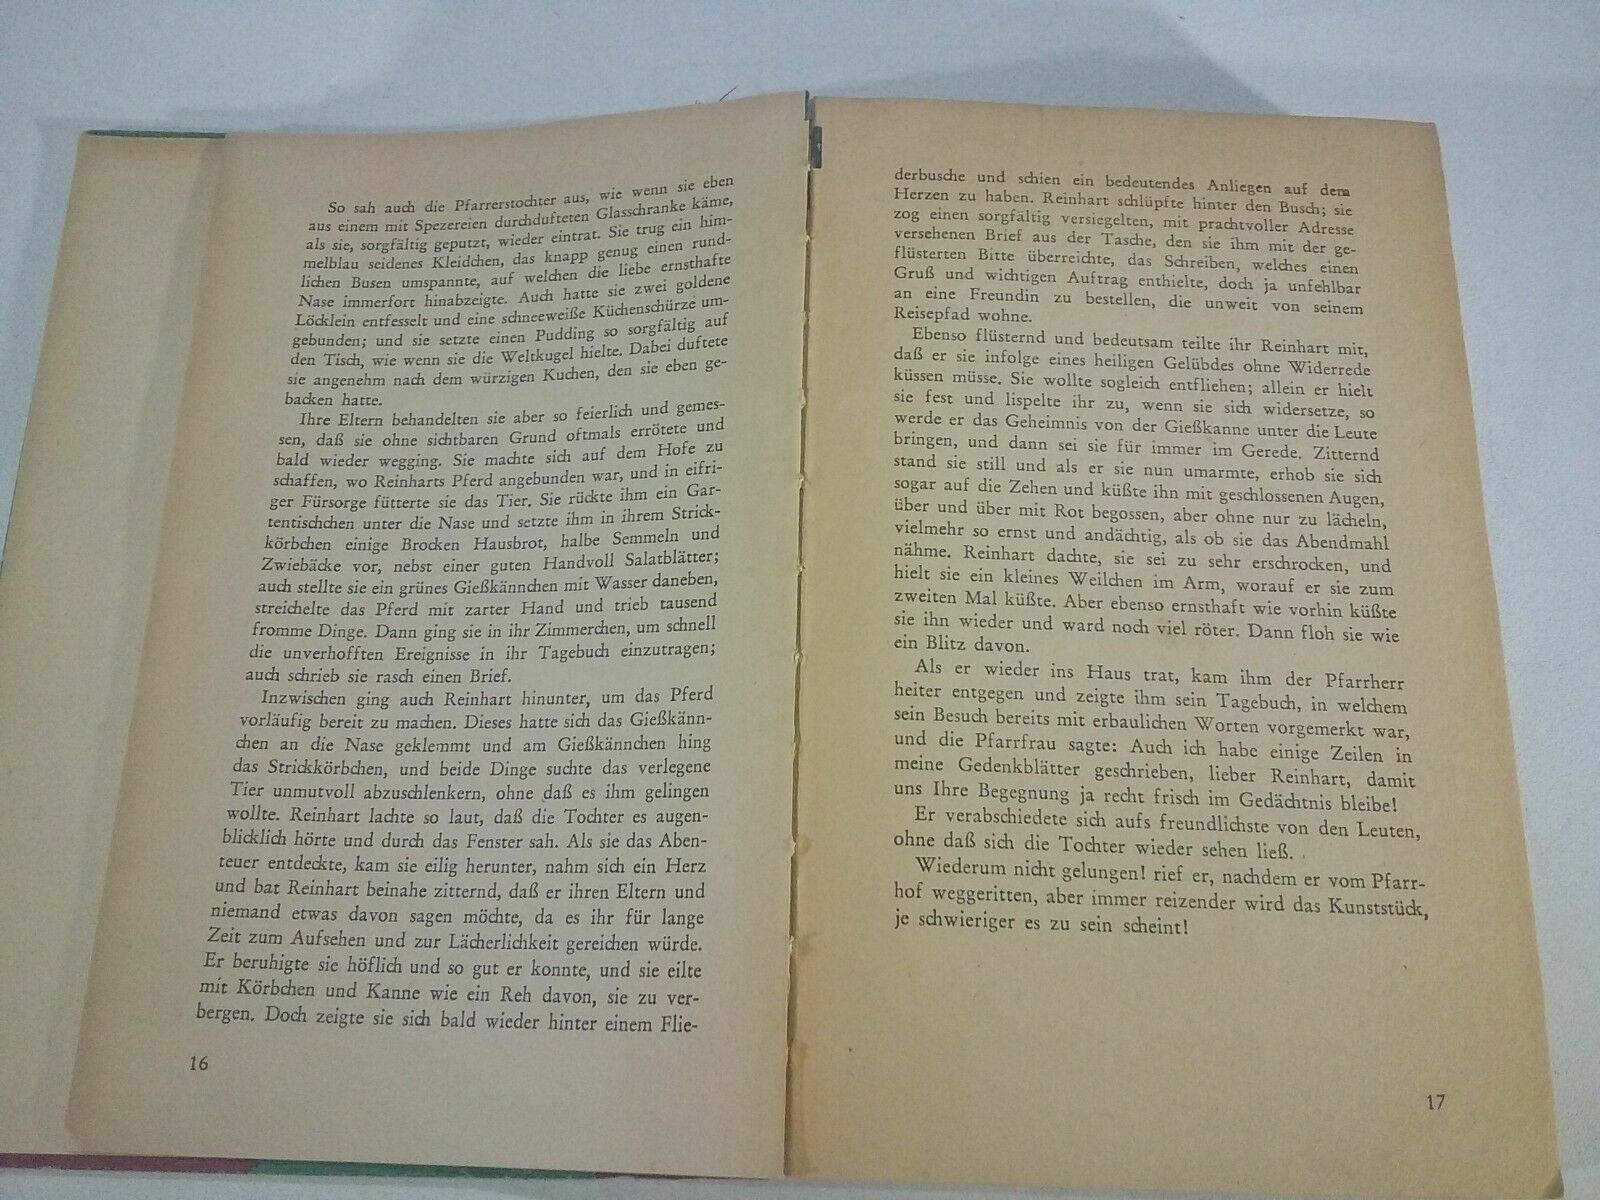 So sah auch die Pfarrerstochter aus, wie wenn sie eben
aus einem mit Spezereien durchdufteten Glasschranke käme,
als sie, sorgfältig geputzt, wieder eintrat. Sie trug ein him-
melblau seidenes Kleidchen, das knapp genug einen rund-
lichen Busen umspannte, auf welchen die liebe ernsthafte
Nase immerfort hinabzeigte. Auch hatte sie zwei goldene
Löcklein entfesselt und eine schneeweiße Küchenschürze um-
gebunden; und sie setzte einen Pudding so sorgfältig auf
den Tisch, wie wenn sie die Weltkugel hielte. Dabei duftete
sie angenehm nach dem würzigen Kuchen, den sie eben ge-
backen hatte.
Ihre Eltern behandelten sie aber so feierlich und gemes-
sen, daß sie ohne sichtbaren Grund oftmals errötete und
bald wieder wegging. Sie machte sich auf dem Hofe zu
schaffen, wo Reinharts Pferd angebunden war, und in eifri-
ger Fürsorge fütterte sie das Tier. Sie rückte ihm ein Gar-
tentischchen unter die Nase und setzte ihm in ihrem Strick-
körbchen einige Brocken Hausbrot, halbe Semmeln und
Zwiebäcke vor, nebst einer guten Handvoll Salatblätter;
auch stellte sie ein grünes Gießkännchen mit Wasser daneben,
streichelte das Pferd mit zarter Hand und trieb tausend
fromme Dinge. Dann ging sie in ihr Zimmerchen, um schnell
die unverhofften Ereignisse in ihr Tagebuch einzutragen;
auch schrieb sie rasch einen Brief.
Inzwischen ging auch Reinhart hinunter, um das Pferd
vorläufig bereit zu machen. Dieses hatte sich das Gießkänn-
chen an die Nase geklemmt und am Gießkännchen hing
das Strickkörbchen, und beide Dinge suchte das verlegene
Tier unmutvoll abzuschlenkern, ohne daß es ihm gelingen
wollte. Reinhart lachte so laut, daß die Tochter es augen-
blicklich hörte und durch das Fenster sah. Als sie das Aben-
teuer entdeckte, kam sie eilig herunter, nahm sich ein Herz
und bat Reinhart beinahe zitternd, daß er ihren Eltern und
niemand etwas davon sagen möchte, da es ihr für lange
Zeit zum Aufsehen und zur Lächerlichkeit gereichen würde.
Er beruhigte sie höflich und so gut er konnte, und sie eilte
mit Körbchen und Kanne wie ein Reh davon, sie zu ver-
bergen. Doch zeigte sie sich bald wieder hinter einem Flie-
16
derbusche und schien ein bedeutendes Anliegen auf dem
Herzen zu haben. Reinhart schlüpfte hinter den Busch; sie
zog einen sorgfältig versiegelten, mit prachtvoller Adresse
versehenen Brief aus der Tasche, den sie ihm mit der ge-
flüsterten Bitte überreichte, das Schreiben, welches einen
Gruß und wichtigen Auftrag enthielte, doch ja unfehlbar
an eine Freundin zu bestellen, die unweit von seinem
Reisepfad wohne.
Ebenso flüsternd und bedeutsam teilte ihr Reinhart mit,
daß er sie infolge eines heiligen Gelübdes ohne Widerrede
küssen müsse. Sie wollte sogleich entfliehen; allein er hielt
sie fest und lispelte ihr zu, wenn sie sich widersetze, so
werde er das Geheimnis von der Gießkanne unter die Leute
bringen, und dann sei sie für immer im Gerede. Zitternd
stand sie still und als er sie nun umarmte, erhob sie sich
sogar auf die Zehen und küßte ihn mit geschlossenen Augen,
über und über mit Rot begossen, aber ohne nur zu lächeln,
vielmehr so ernst und andächtig, als ob sie das Abendmahl
nähme. Reinhart dachte, sie sei zu sehr erschrocken, und
hielt sie ein kleines Weilchen im Arm, worauf er sie zum
zweiten Mal küßte. Aber ebenso ernsthaft wie vorhin küßte
sie ihn wieder und ward noch viel röter. Dann floh sie wie
ein Blitz davon.
Als er wieder ins Haus trat, kam ihm der Pfarrherr
heiter entgegen und zeigte ihm sein Tagebuch, in welchem
sein Besuch bereits mit erbaulichen Worten vorgemerkt war,
und die Pfarrfrau sagte: Auch ich habe einige Zeilen in
meine Gedenkblätter geschrieben, lieber Reinhart, damit
uns Ihre Begegnung ja recht frisch im Gedächtnis bleibe!
Er verabschiedete sich aufs freundlichste von den Leuten,
ohne daß sich die Tochter wieder sehen ließ.
Wiederum nicht gelungen! rief er, nachdem er vom Pfarr-
hof weggeritten, aber immer reizender wird das Kunststück,
je schwieriger es zu sein scheint!
17